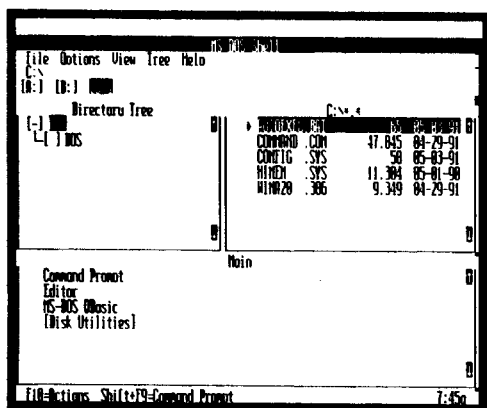 MS-DOS Shell
File Options View Tree Help
C:\
[A:] [B:]
Directory Tree
C:\*.*
[-]
[ ] DOS
COMMAND .COM 47,845 04-29-91
CONFIG .SYS 50 05-03-91
HIMEM .SYS 11,304 05-01-90
WINA20 .386 9,349 04-29-91
Main
Command Prompt
Editor
MS-DOS QBasic
[Disk Utilities]
F10=Actions Shift+F9=Command Prompt 7:45a